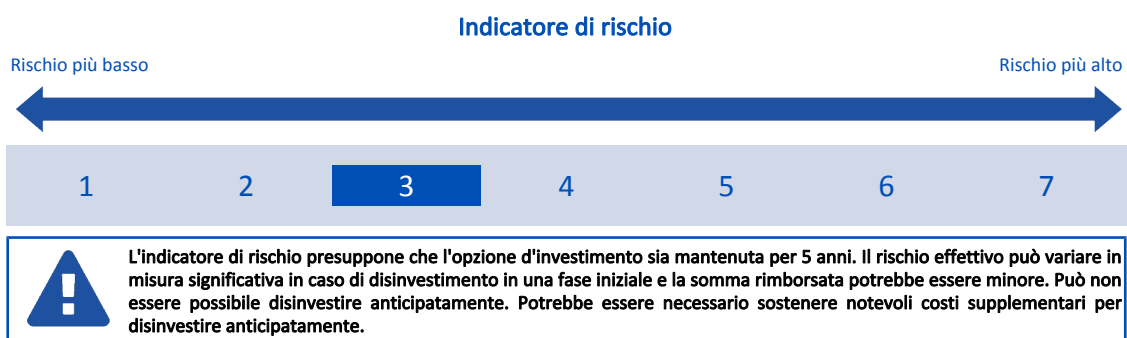 Indicatore di rischio
Rischio più basso
Rischio più alto
1 2 3 4 5 6 7
L'indicatore di rischio presuppone che l'opzione d'investimento sia mantenuta per 5 anni. Il rischio effettivo può variare in
misura significativa in caso di disinvestimento in una fase iniziale e la somma rimborsata potrebbe essere minore. Può non
essere possibile disinvestire anticipatamente. Potrebbe essere necessario sostenere notevoli costi supplementari per
disinvestire anticipatamente.